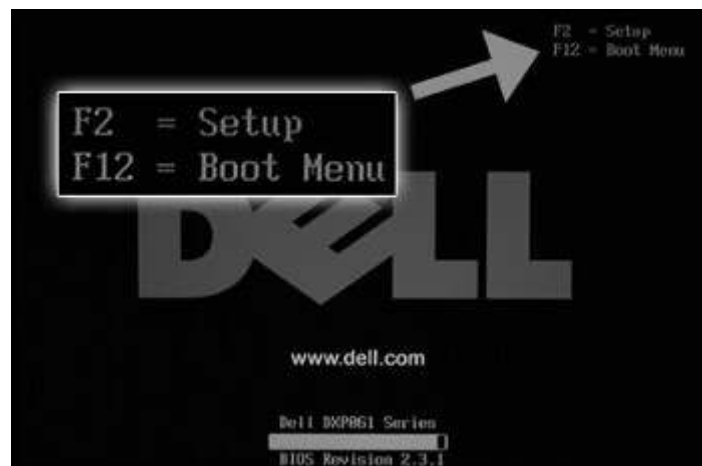 F2 = Setup
F12 = Boot Menu
F2 = Setup
F12 = Boot Menu
DELL
www.dell.com
Dell DXP061 Series
BIOS Revision 2.3.1